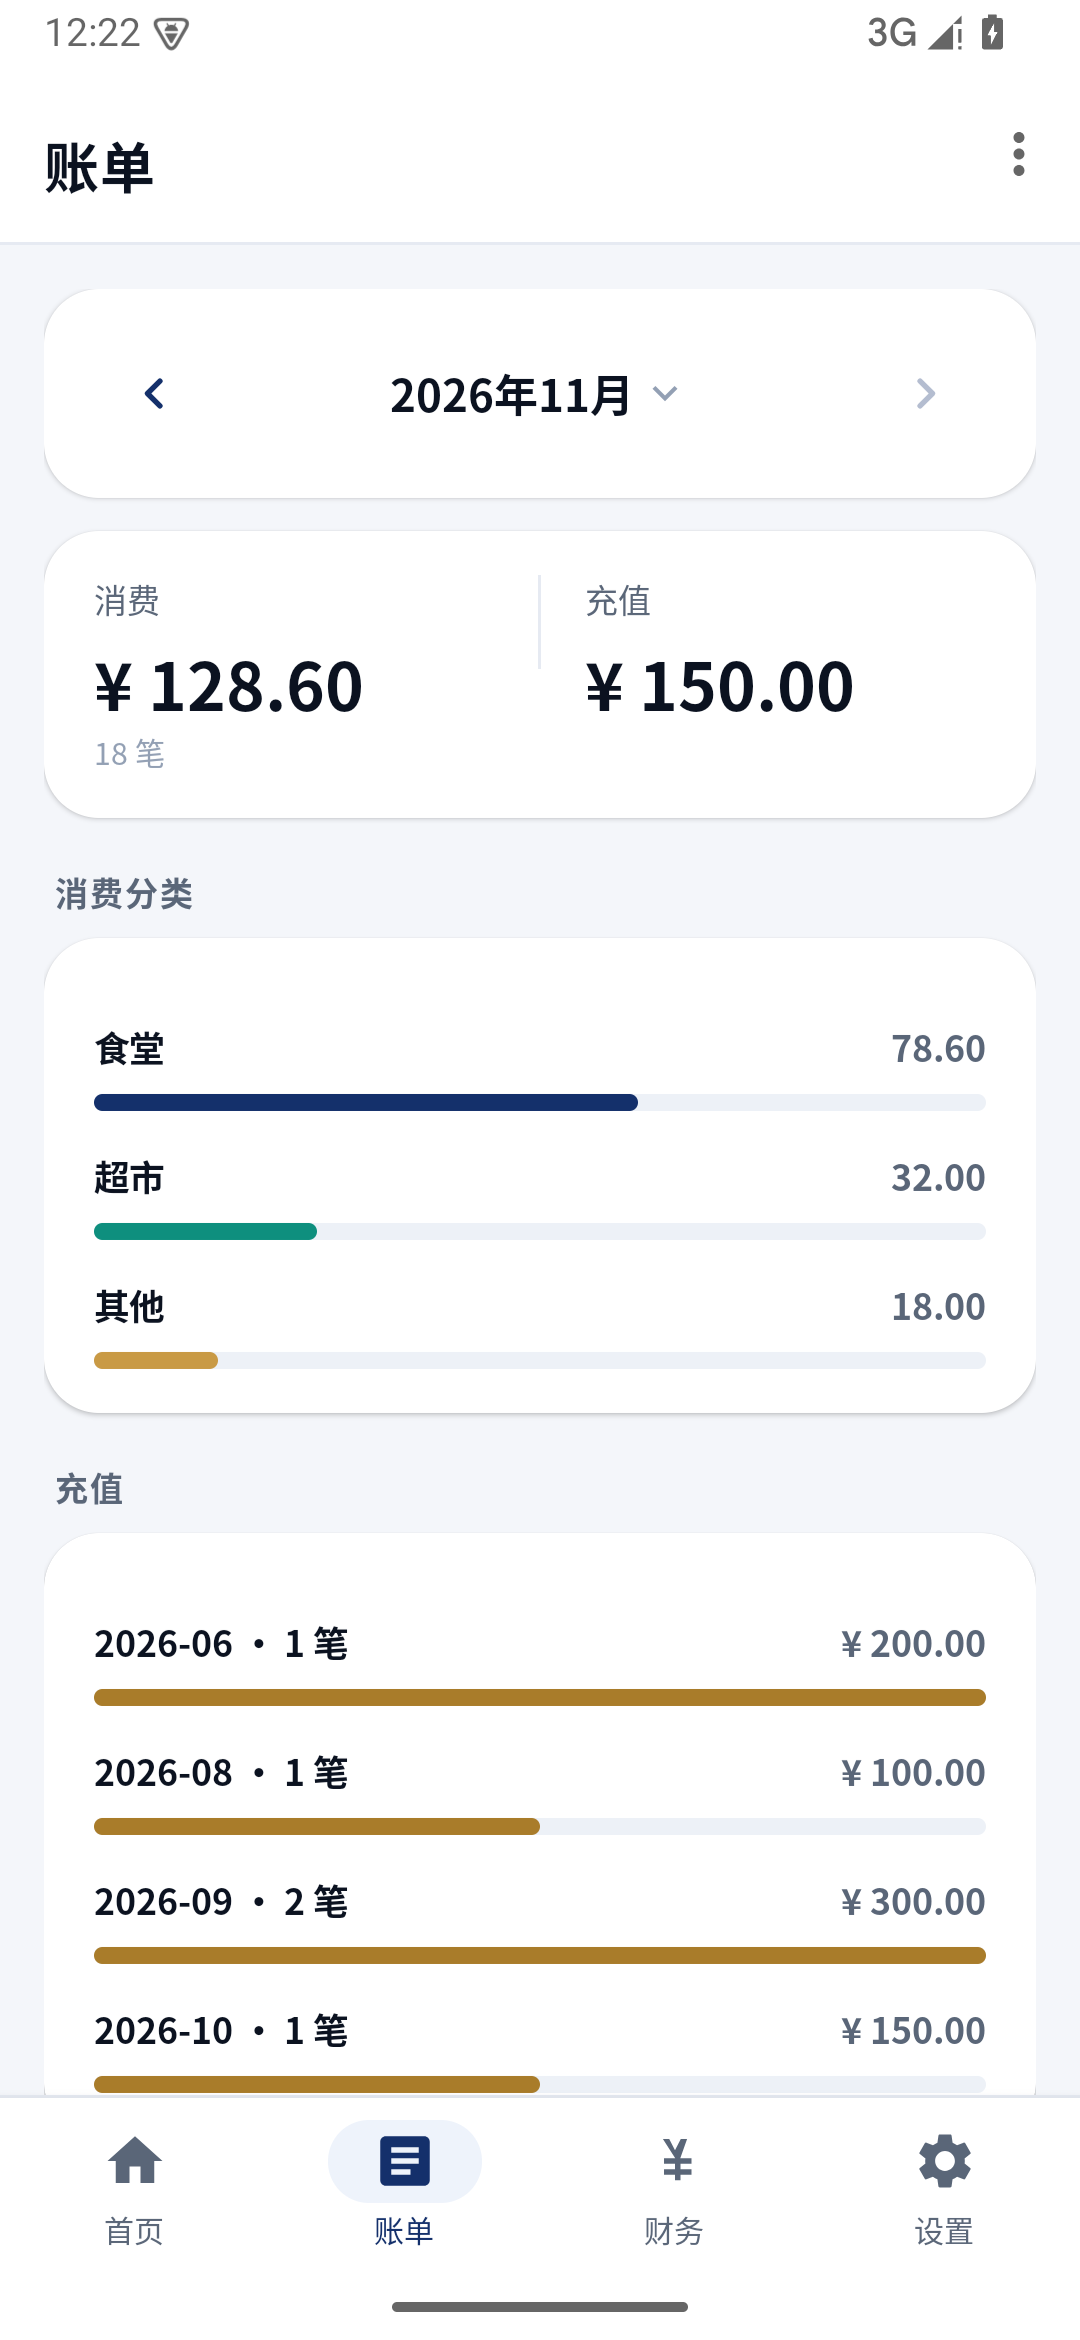 12:22
3G
账单
2026年11月
消费
充值
¥ 128.60
¥ 150.00
18 笔
消费分类
食堂
78.60
超市
32.00
其他
18.00
充值
2026-06 • 1 笔
¥ 200.00
2026-08 • 1 笔
¥ 100.00
2026-09 • 2 笔
¥ 300.00
2026-10 • 1 笔
¥ 150.00
首页
账单
财务
设置